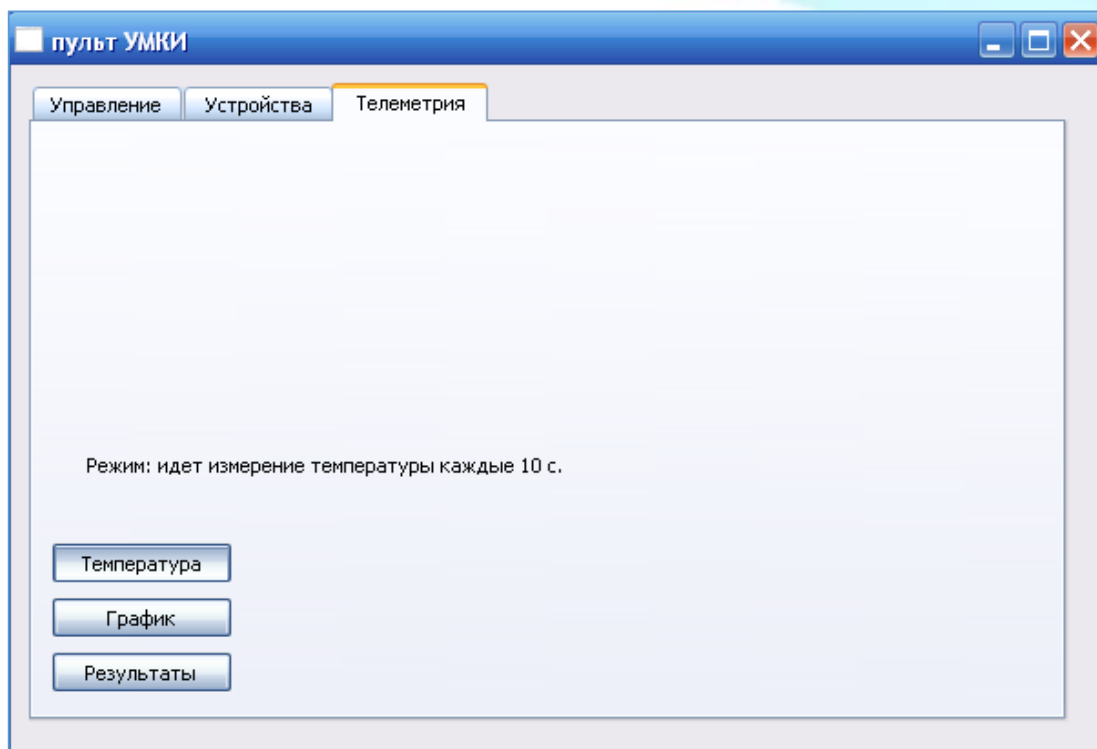 пульт УМКИ
Управление Устройства Телеметрия
Режим: идет измерение температуры каждые 10 с.
Температура
График
Результаты